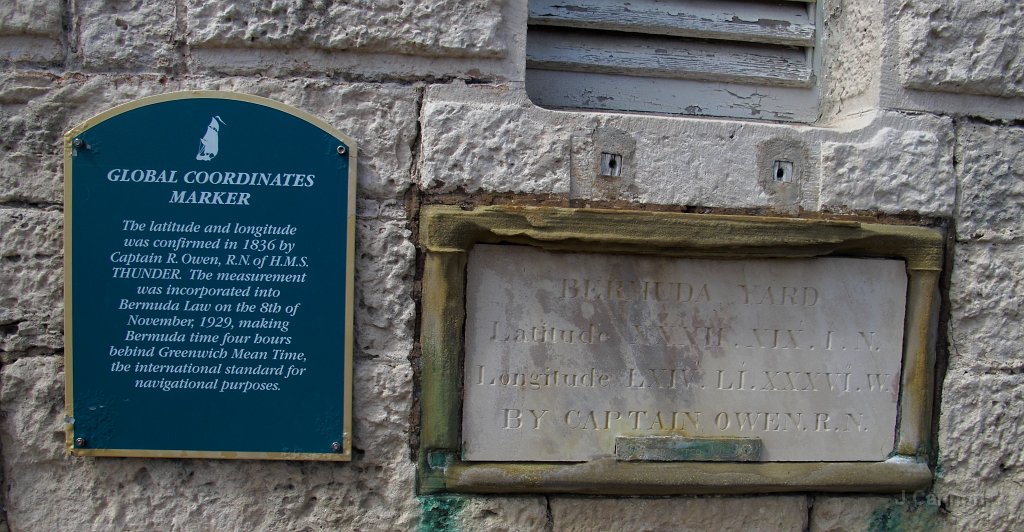 GLOBAL COORDINATES
MARKER
The latitude and longitude
was confirmed in 1836 by
Captain R. Owen, R.N. of H.M.S.
THUNDER. The measurement
was incorporated into
Bermuda Law on the 8th of
November, 1929, making
Bermuda time four hours
behind Greenwich Mean Time,
the international standard for
navigational purposes.
BERMUDA YARD
Latitude XXXII . XIX . I . N.
Longitude LXIV . LI . XXXVI . W.
BY CAPTAIN OWEN. R.N.